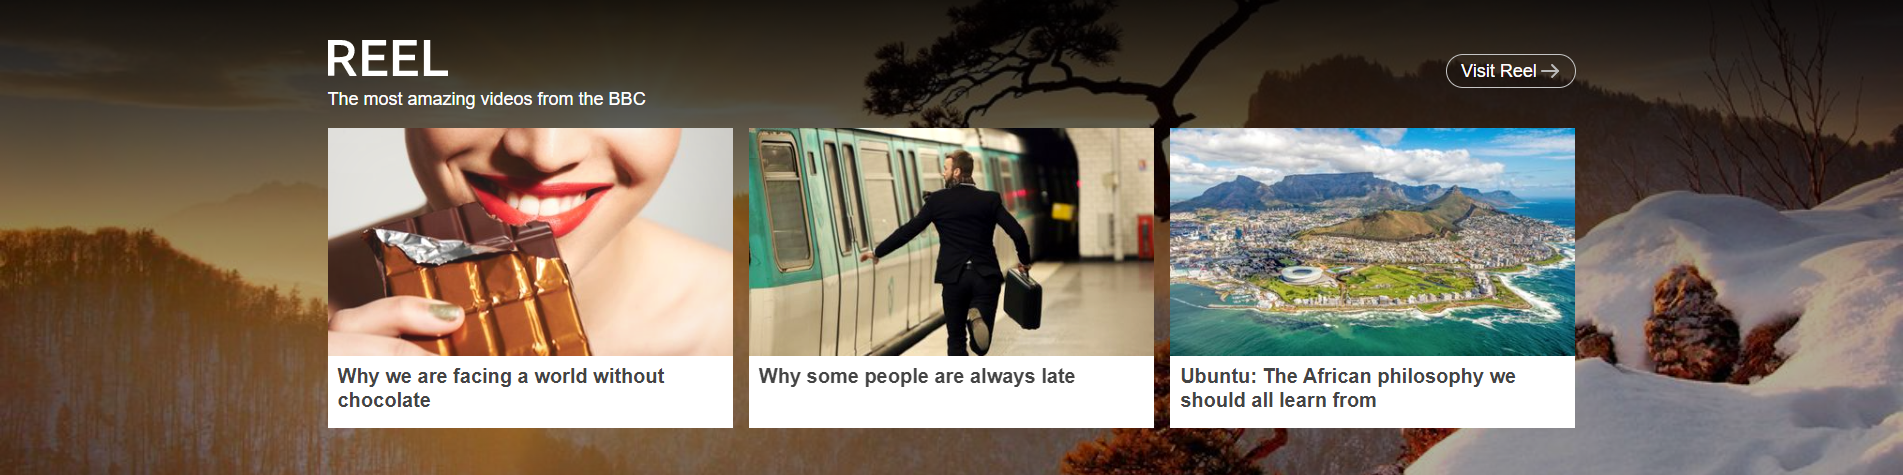 REEL
The most amazing videos from the BBC
Visit Reel
Why we are facing a world without
chocolate
Why some people are always late
Ubuntu: The African philosophy we
should all learn from